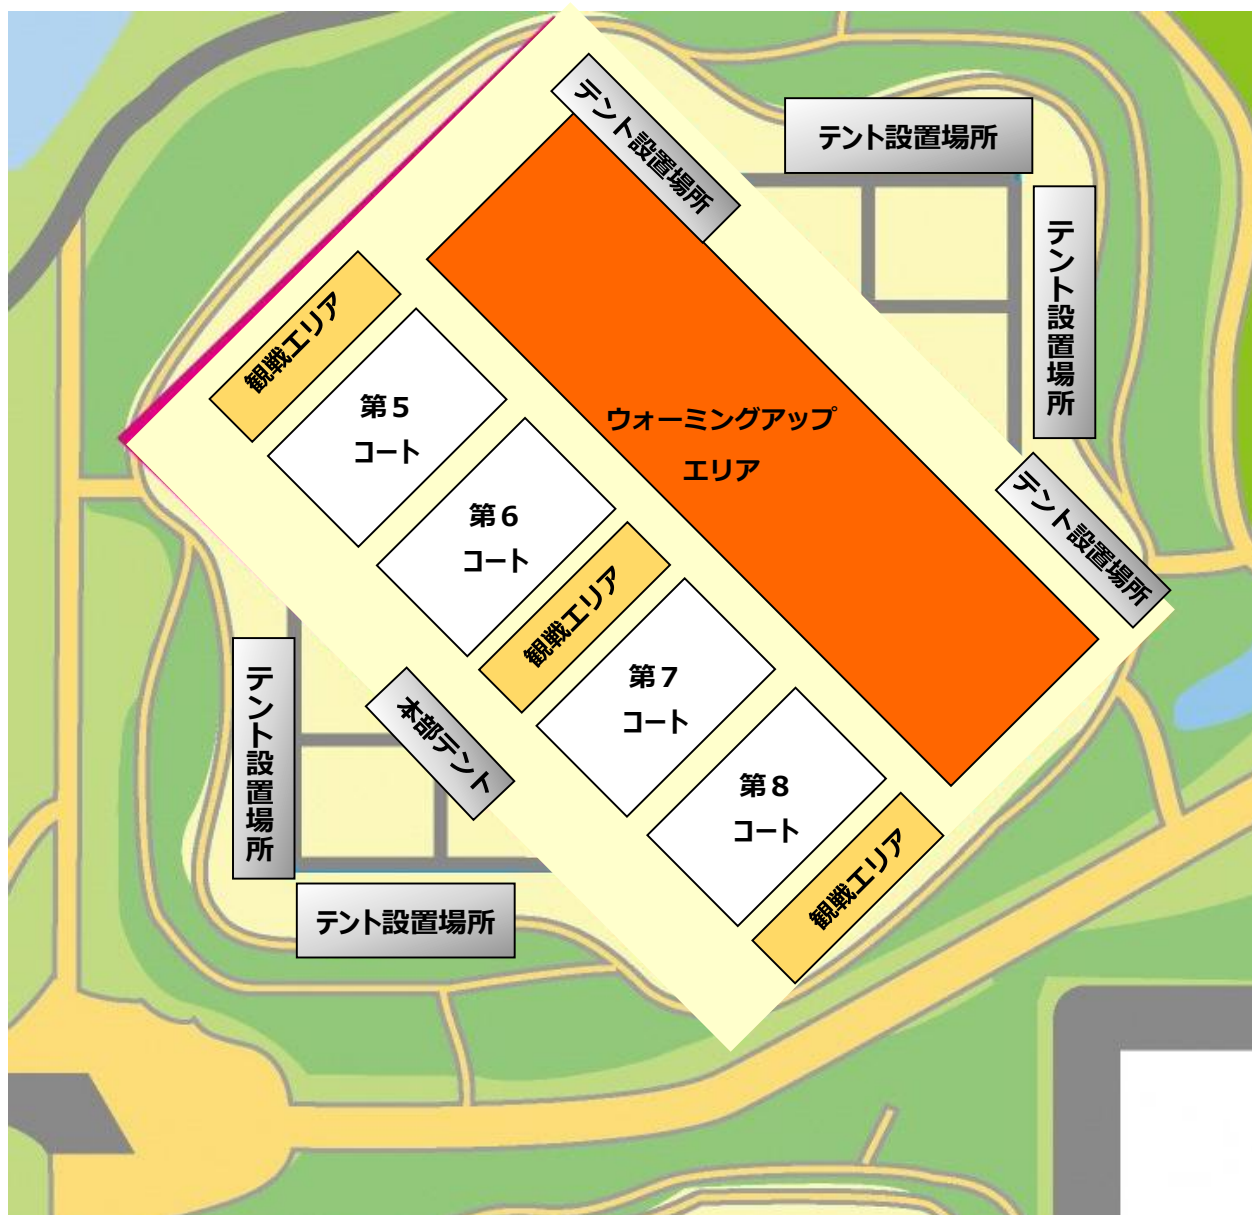 テント設置場所
テント設置場所
テント設置場所
観戦エリア
第5
コート
ウォーミングアップ
エリア
第6
コート
テント設置場所
観戦エリア
第7
コート
テント設置場所
本部テント
第8
コート
観戦エリア
テント設置場所